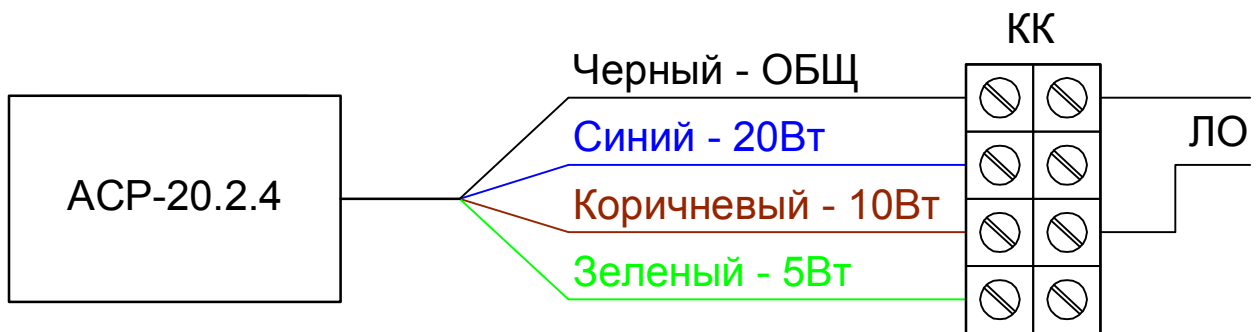 КК
Черный - ОБЩ
Синий - 20Вт
ЛО
АСР-20.2.4
Коричневый - 10Вт
Зеленый - 5Вт